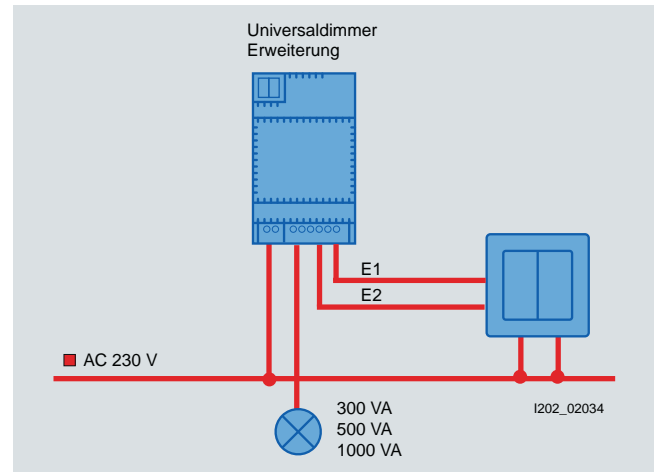 Universaldimmer
Erweiterung
E1
E2
AC 230 V
300 VA
500 VA
1000 VA
I202_02034